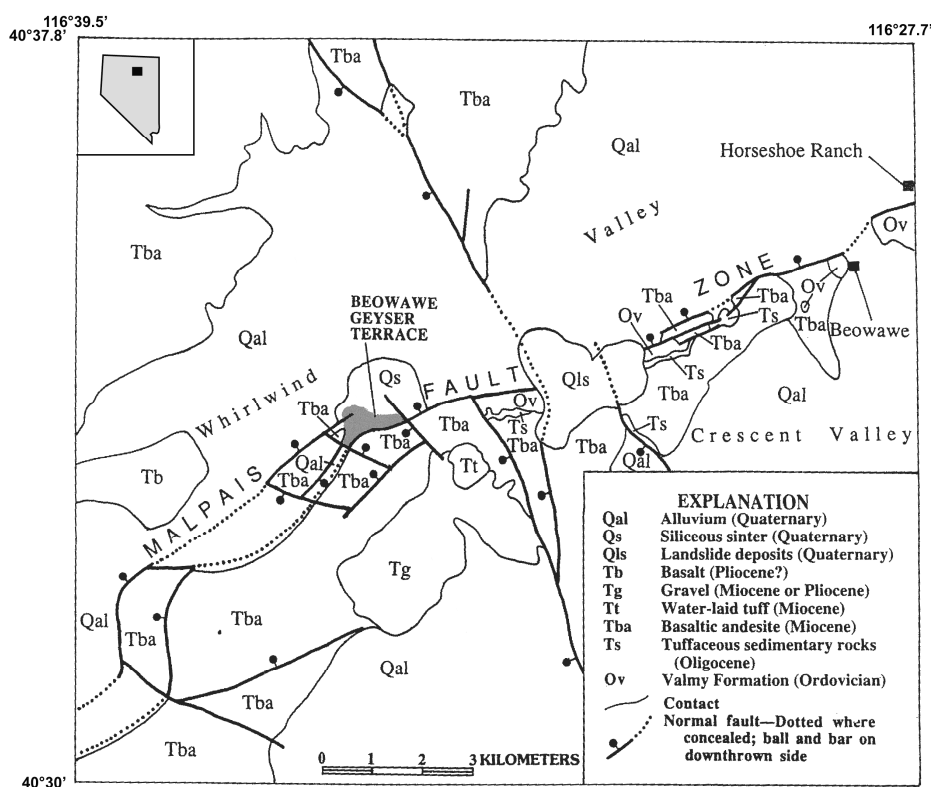 116°39.5'
116°27.7'
40°37.8'
Tba
Tba
Qal
Horseshoe Ranch
Valley
Ov
Tba
ZONE
Ov
Tba
Tba
Ts
Ov
Tba
Tba
Beowawe
BEOWAWE
GEYSER
TERRACE
Qal
Ts
Qs
FAULT
Qls
Tba
Qal
Whirlwind
Tba
Ov
Ts
Tba
Tba
Tba
Ts
Crescent Valley
Tba
Qal
Qal
Tb
Tba
Tba
Tt
MALPAIS
Tg
Qal
Tba
Tba
Qal
Tba
Tba
0 1 2 3 KILOMETERS
40°30'
EXPLANATION
Qal Alluvium (Quaternary)
Qs Siliceous sinter (Quaternary)
Qls Landslide deposits (Quaternary)
Tb Basalt (Pliocene?)
Tg Gravel (Miocene or Pliocene)
Tt Water-laid tuff (Miocene)
Tba Basaltic andesite (Miocene)
Ts Tuffaceous sedimentary rocks
(Oligocene)
Ov Valmy Formation (Ordovician)
Contact
Normal fault—Dotted where
concealed; ball and bar on
downthrown side